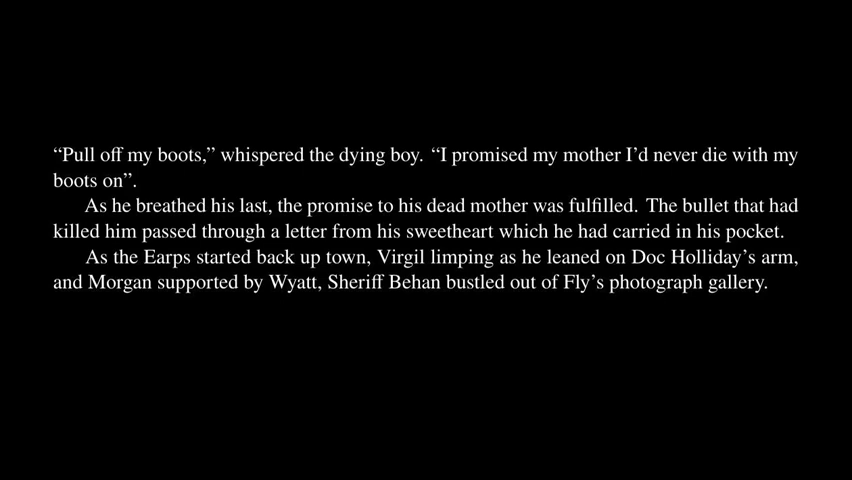 “Pull off my boots,” whispered the dying boy. “I promised my mother I’d never die with my
boots on”.
As he breathed his last, the promise to his dead mother was fulfilled. The bullet that had
killed him passed through a letter from his sweetheart which he had carried in his pocket.
As the Earps started back up town, Virgil limping as he leaned on Doc Holliday’s arm,
and Morgan supported by Wyatt, Sheriff Behan bustled out of Fly’s photograph gallery.